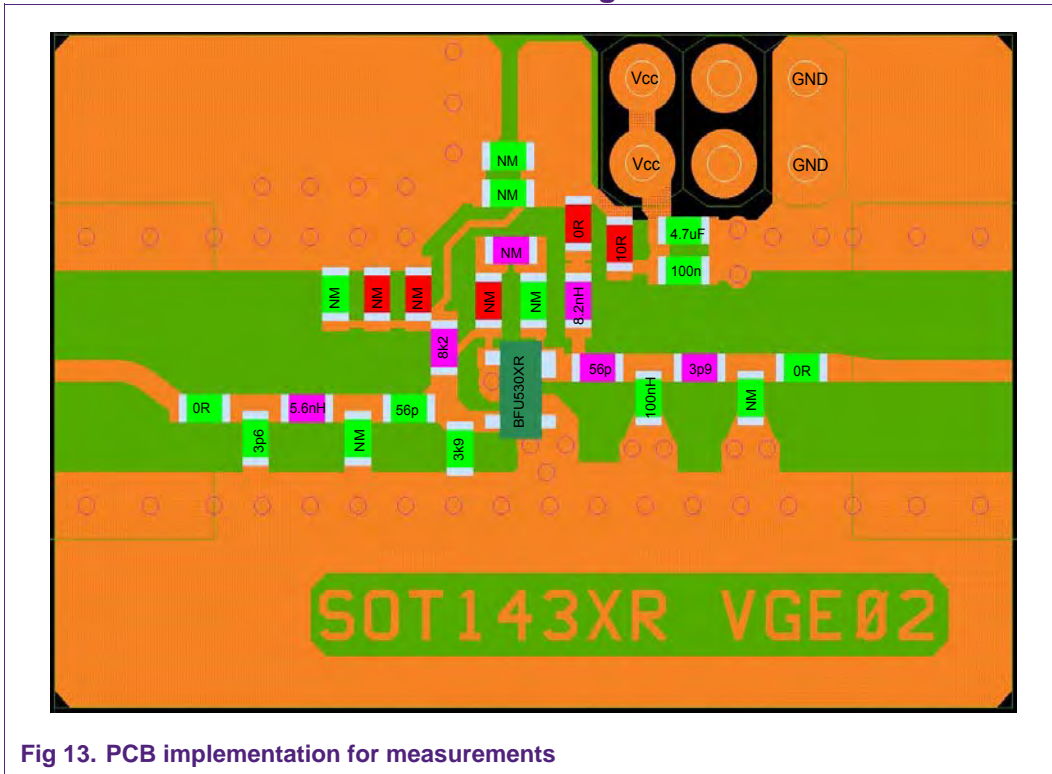 Vcc
GND
Vcc
GND
NM
NM
0R
10R
4.7uF
100n
NM
NM
NM
NM
NM
NM
8.2nH
8k2
BFU530XR
56p
3p9
0R
100nH
NM
0R
5.6nH
56p
3p6
NM
3k9
SOT143XR VGE02
Fig 13. PCB implementation for measurements